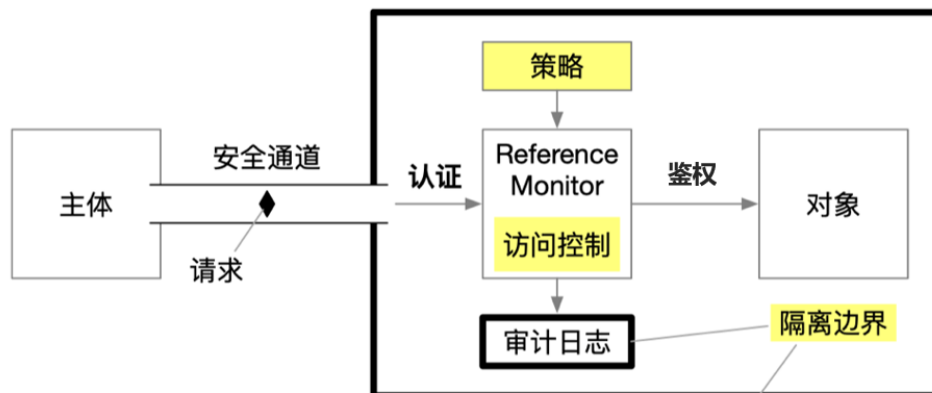 策略
安全通道
认证
Reference
Monitor
鉴权
主体
对象
访问控制
请求
审计日志
隔离边界